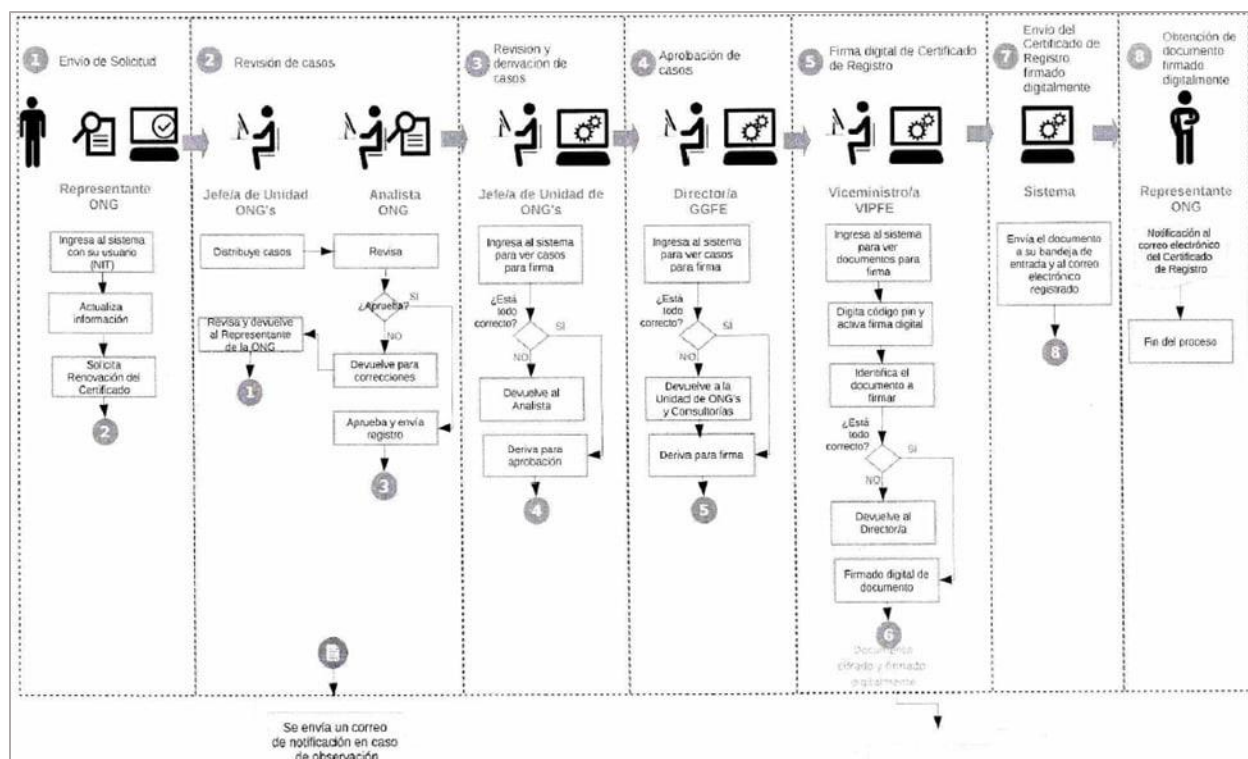 1 Envío de Solicitud
Representante
ONG
Ingresa al sistema
con su usuario
(NIT)
Actualiza
información
Solicita
Renovación del
Certificado
2
2 Revisión de casos
Jefe/a de Unidad
ONG's
Analista
ONG
Distribuye casos
Revisa
¿Aprueba?
SI
NO
Revisa y devuelve
al Representante
de la ONG
Devuelve para
correcciones
1
Aprueba y envía
registro
3
Se envía un correo
de notificación en caso
de observación
3 Revision y
derivación de
casos
Jefe/a de Unidad de
ONG's
Ingresa al sistema
para ver casos
para firma
¿Está
todo
correcto?
SI
NO
Devuelve al
Analista
Deriva para
aprobación
4
4 Aprobación de
casos
Director/a
GGFE
Ingresa al sistema
para ver casos
para firma
¿Está
todo
correcto?
SI
NO
Devuelve a la
Unidad de ONG's
y Consultorías
Deriva para firma
5
5 Firma digital de Certificado
de Registro
Viceministro/a
VIPFE
Ingresa al sistema
para ver
documentos para
firma
Digita código pin y
activa firma digital
Identifica el
documento a
firmar
¿Está
todo
correcto?
SI
NO
Devuelve al
Director/a
Firmado digital de
documento
6
Documento
cifrado y firmado
digitalmente
7 Envío del
Certificado de
Registro
firmado
digitalmente
Sistema
Envía el documento
a su bandeja de
entrada y al correo
electrónico
registrado
8
8 Obtención de
documento
firmado
digitalmente
Representante
ONG
Notificación al
correo electrónico
del Certificado
de Registro
Fin del proceso